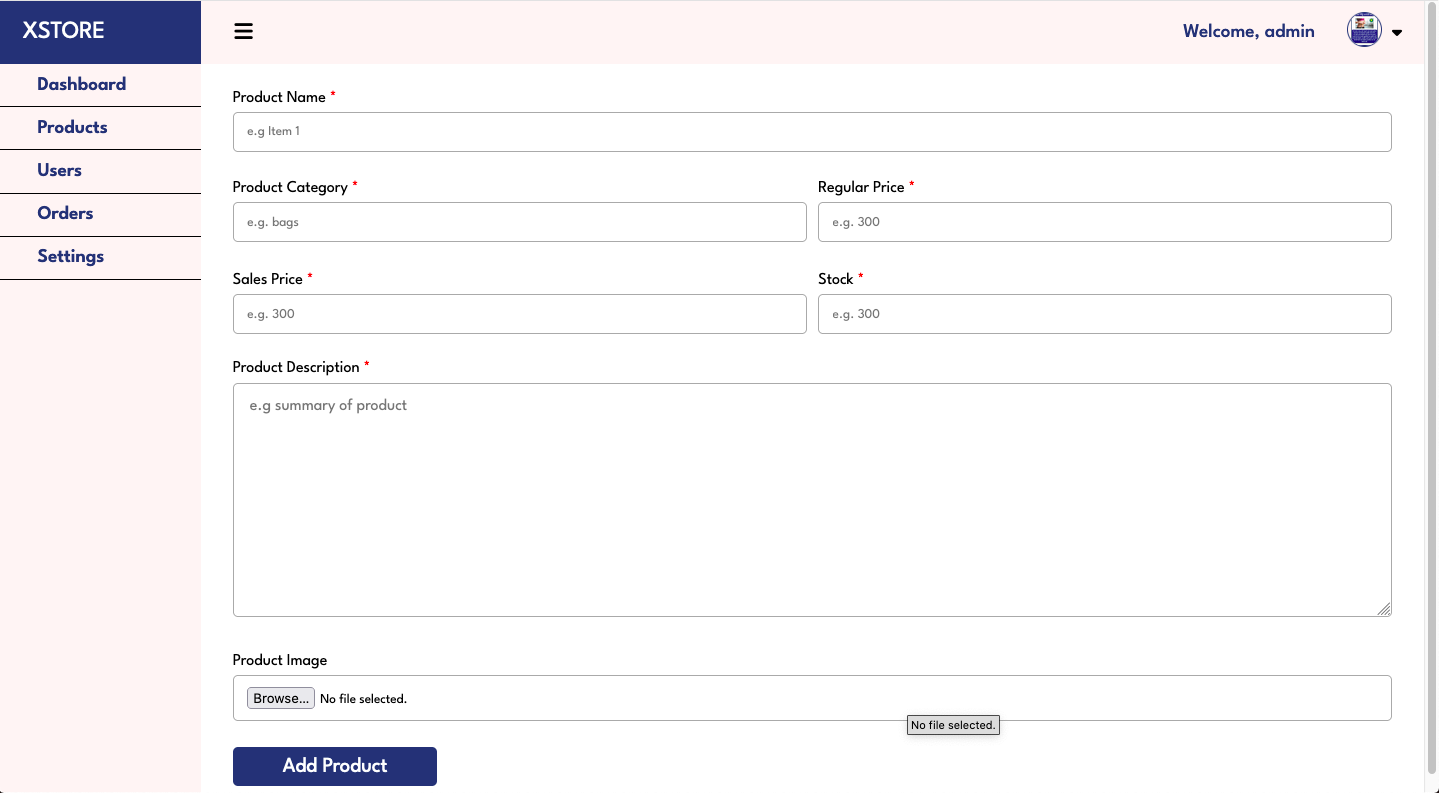 XSTORE
Welcome, admin
Dashboard
Products
Users
Orders
Settings
Product Name *
e.g Item 1
Product Category * Regular Price *
e.g. bags e.g. 300
Sales Price * Stock *
e.g. 300 e.g. 300
Product Description *
e.g summary of product
Product Image
Browse... No file selected.
No file selected.
Add Product